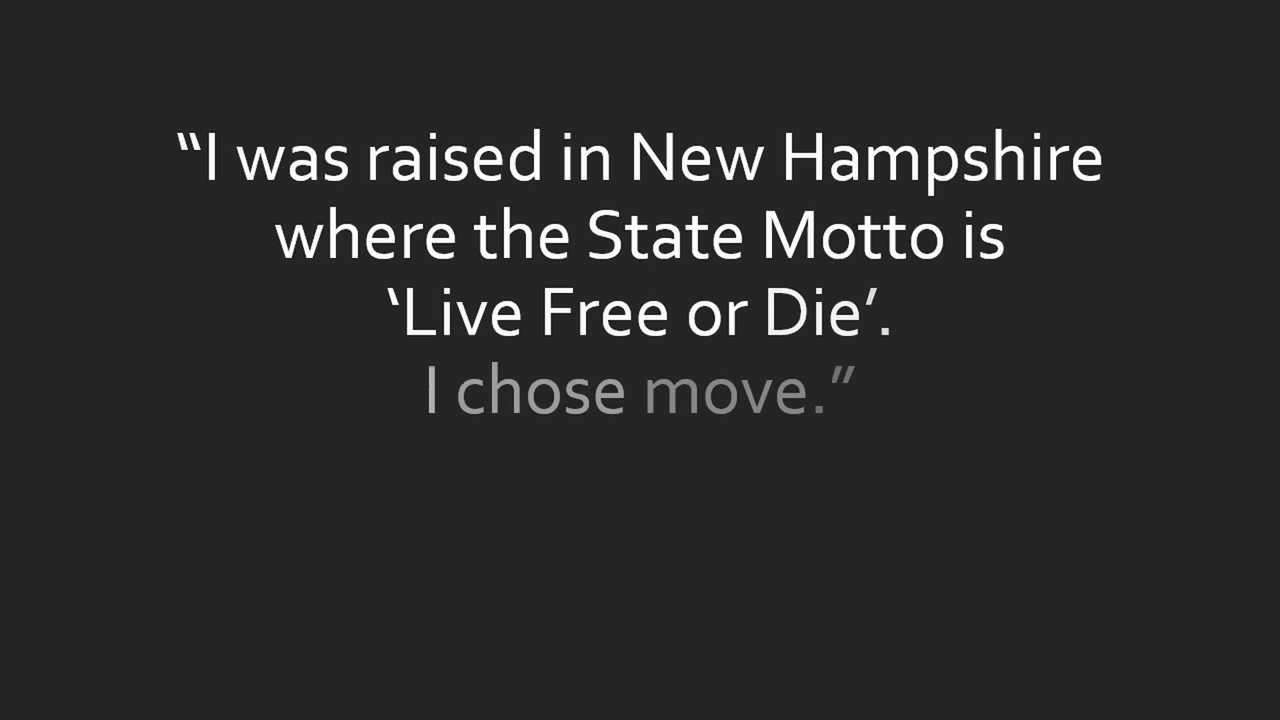 “I was raised in New Hampshire
where the State Motto is
‘Live Free or Die’.
I chose move.”